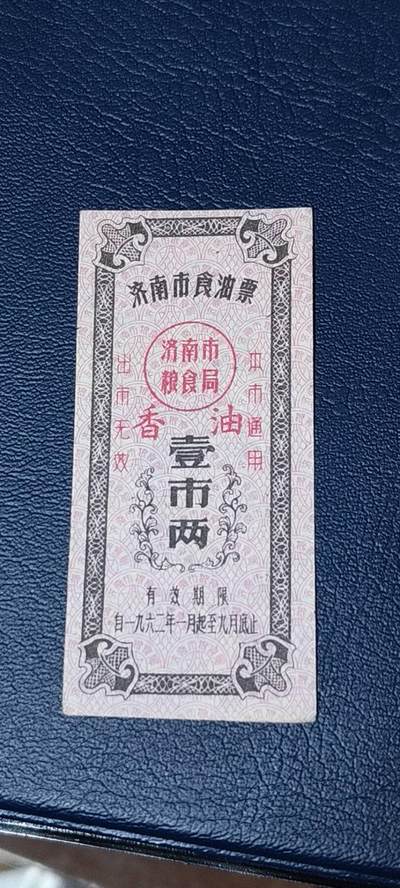 济南市食油票
济南市
粮食局
本市通用
出市无效
香油
壹市两
有效期限
自一九六二年一月起至九月底止